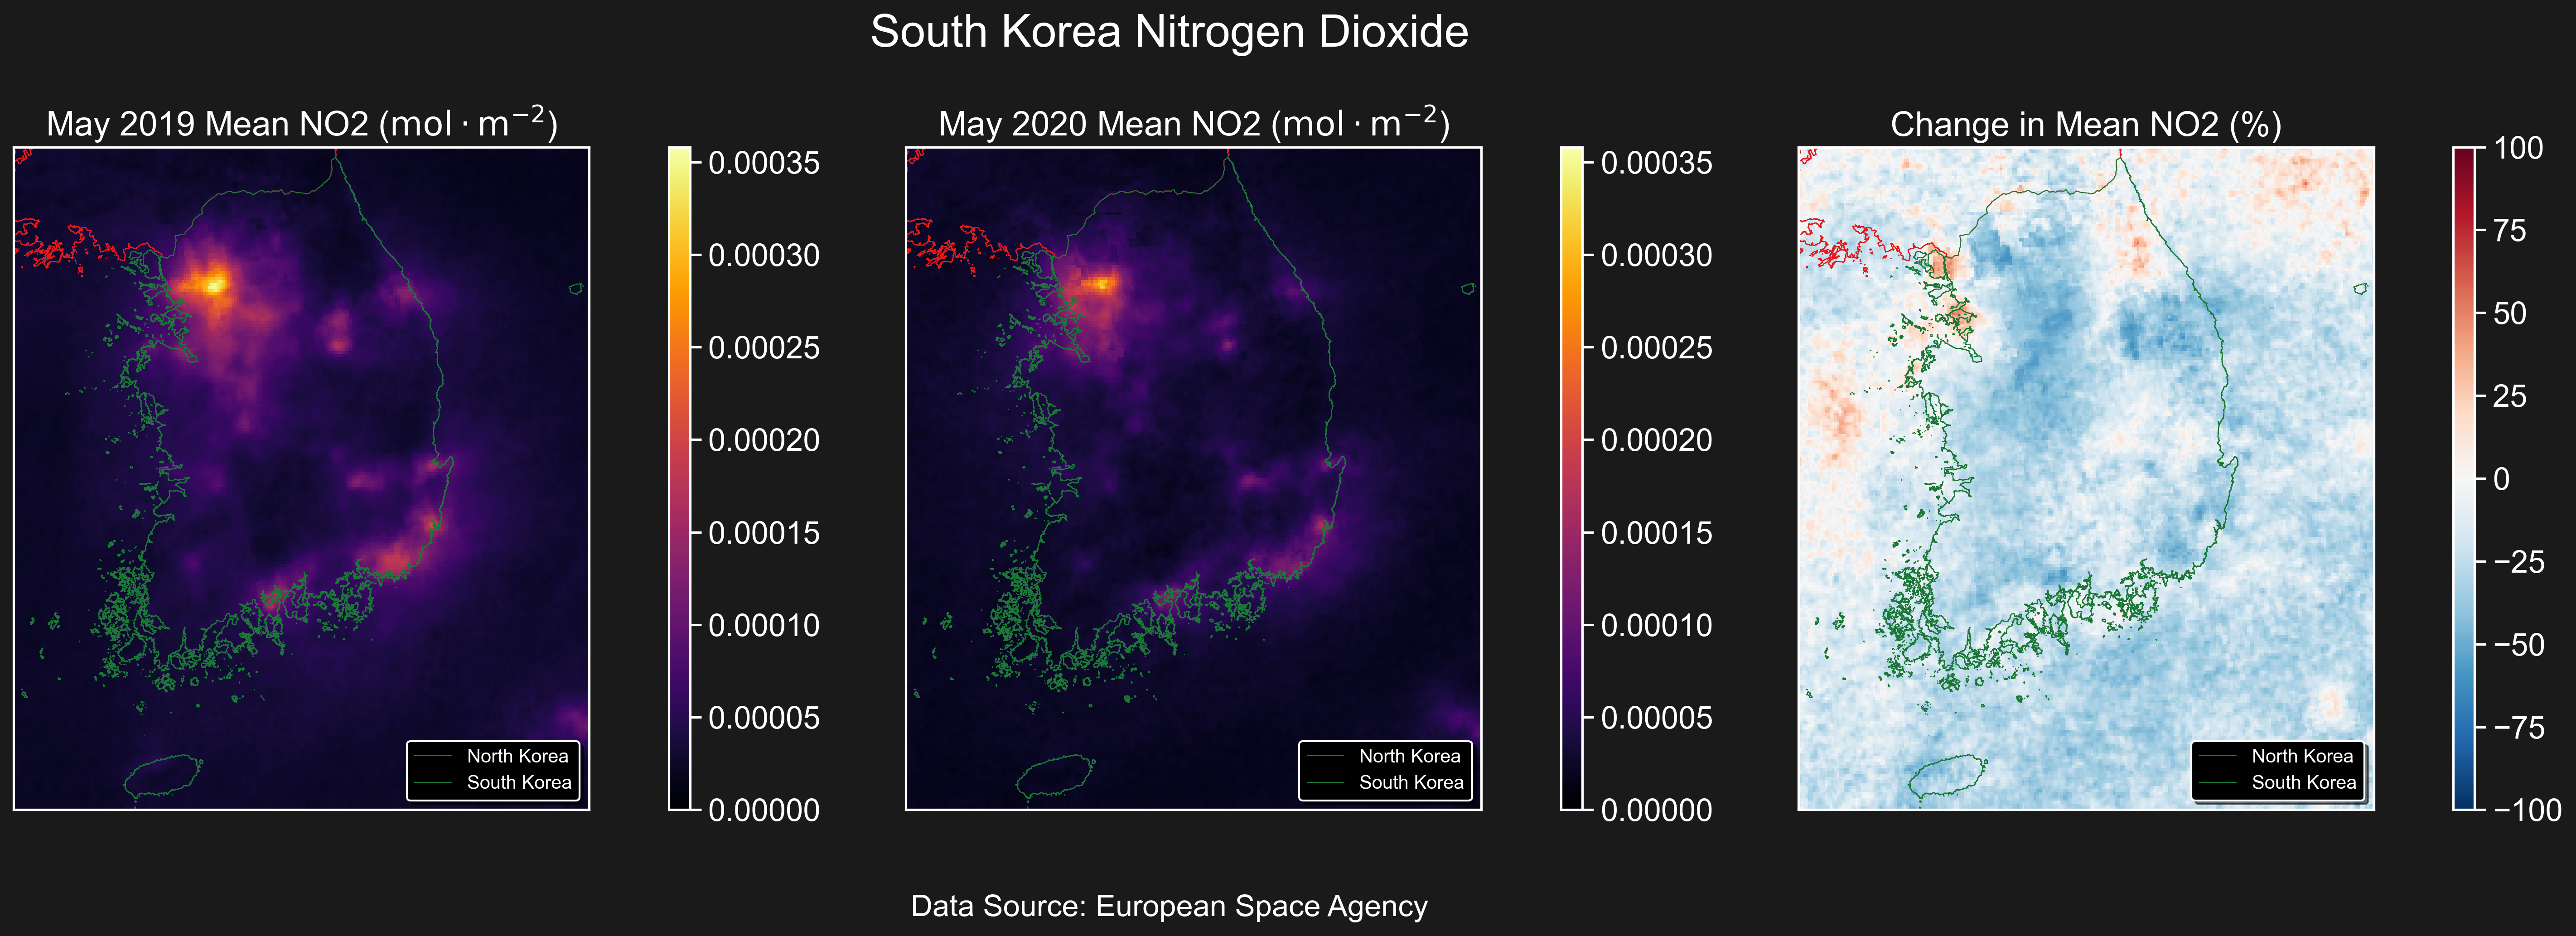 South Korea Nitrogen Dioxide
May 2019 Mean NO2 (mol · m⁻²)
0.00035
0.00030
0.00025
0.00020
0.00015
0.00010
0.00005
0.00000
North Korea
South Korea
May 2020 Mean NO2 (mol · m⁻²)
0.00035
0.00030
0.00025
0.00020
0.00015
0.00010
0.00005
0.00000
North Korea
South Korea
Change in Mean NO2 (%)
100
75
50
25
0
−25
−50
−75
−100
North Korea
South Korea
Data Source: European Space Agency